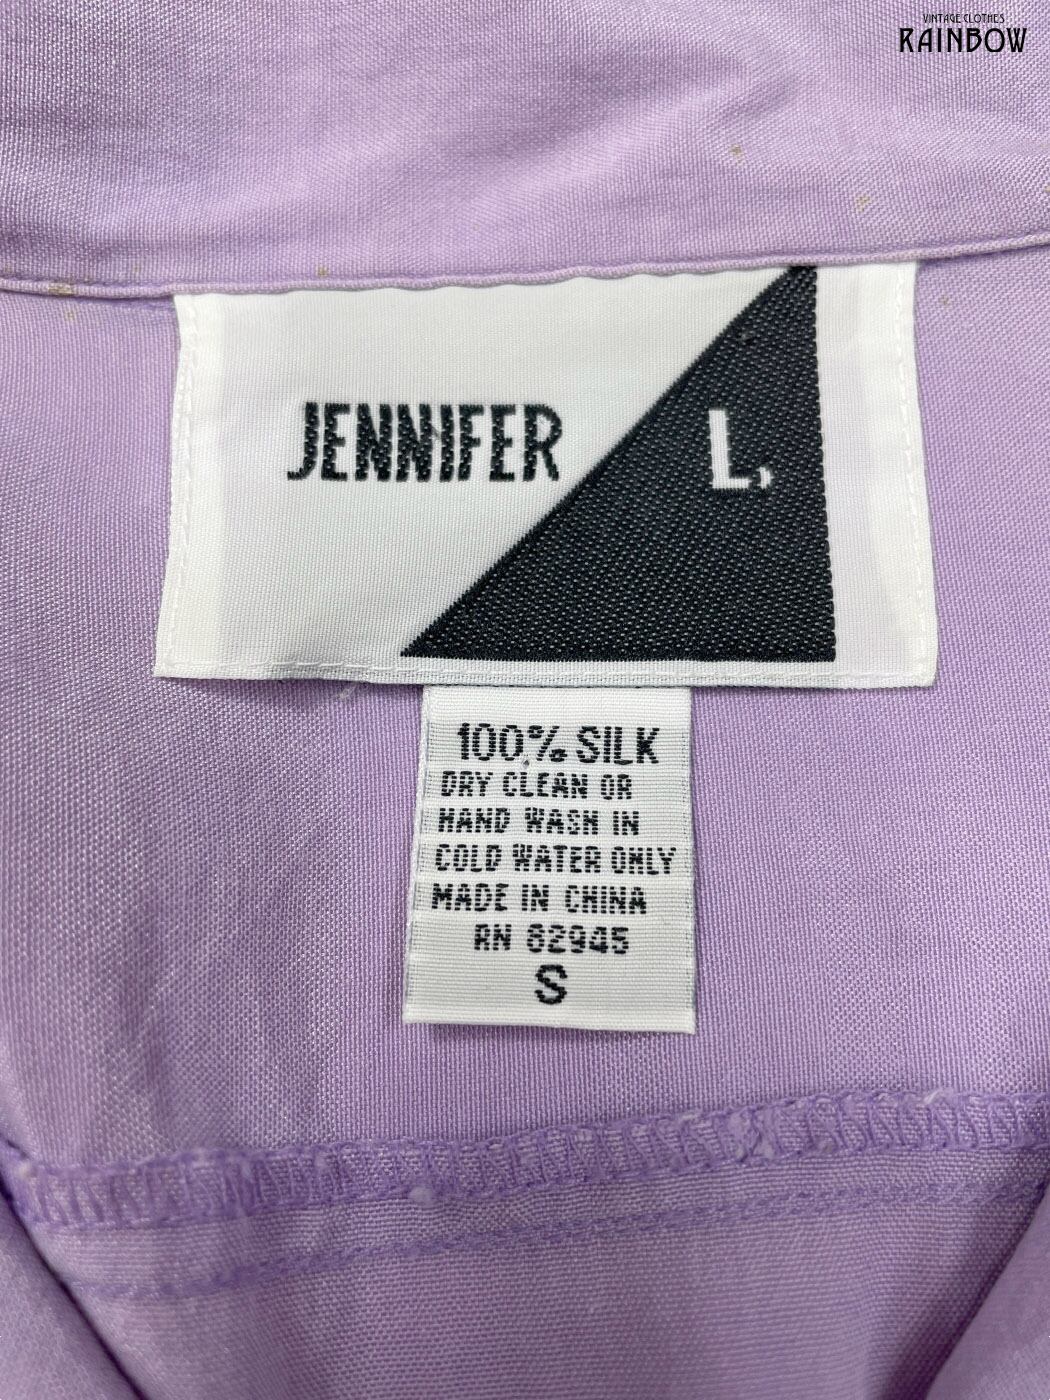 VINTAGE CLOTHES
RAINBOW
JENNIFER L,
100% SILK
DRY CLEAN OR
HAND WASH IN
COLD WATER ONLY
MADE IN CHINA
RN 62945
S